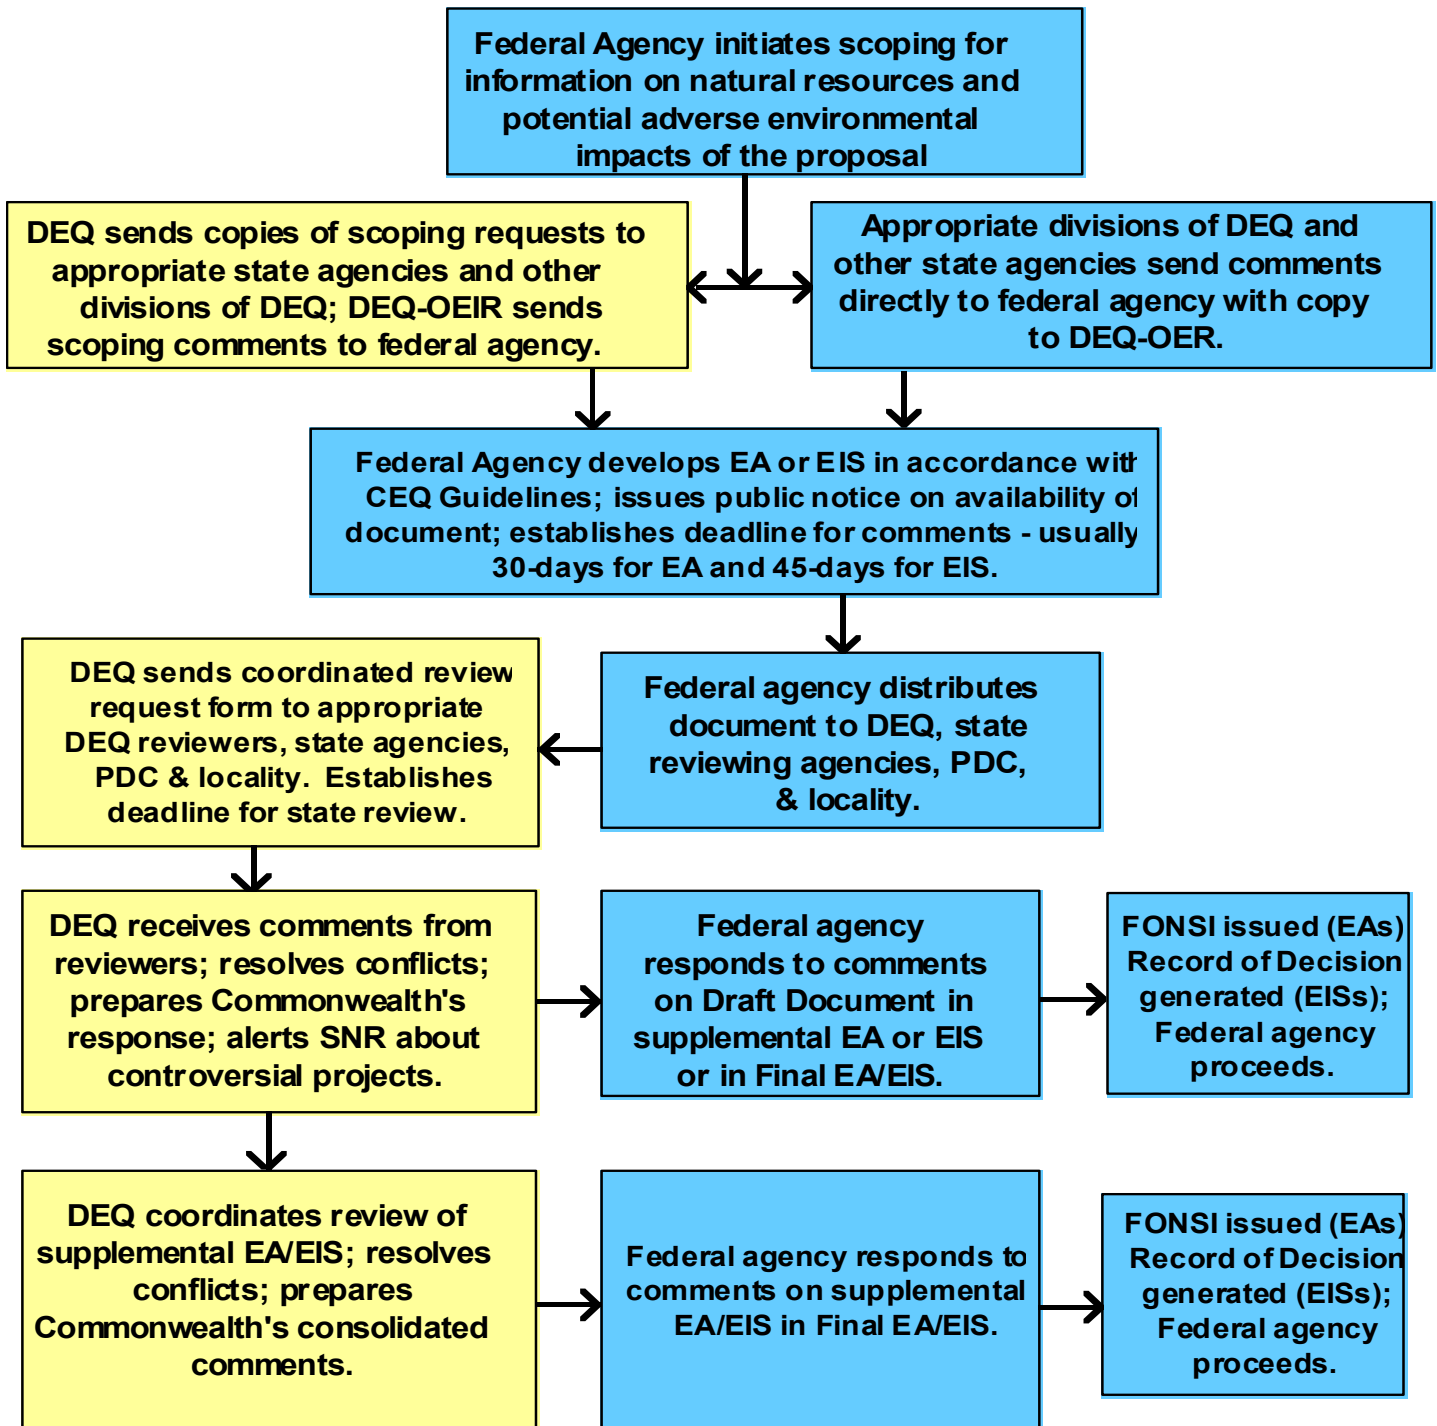 Federal Agency initiates scoping for
information on natural resources and
potential adverse environmental
impacts of the proposal
DEQ sends copies of scoping requests to
appropriate state agencies and other
divisions of DEQ; DEQ-OEIR sends
scoping comments to federal agency.
Appropriate divisions of DEQ and
other state agencies send comments
directly to federal agency with copy
to DEQ-OER.
Federal Agency develops EA or EIS in accordance with
CEQ Guidelines; issues public notice on availability of
document; establishes deadline for comments - usually
30-days for EA and 45-days for EIS.
DEQ sends coordinated review
request form to appropriate
DEQ reviewers, state agencies,
PDC & locality. Establishes
deadline for state review.
Federal agency distributes
document to DEQ, state
reviewing agencies, PDC,
& locality.
DEQ receives comments from
reviewers; resolves conflicts;
prepares Commonwealth's
response; alerts SNR about
controversial projects.
Federal agency
responds to comments
on Draft Document in
supplemental EA or EIS
or in Final EA/EIS.
FONSI issued (EAs)
Record of Decision
generated (EISs);
Federal agency
proceeds.
DEQ coordinates review of
supplemental EA/EIS; resolves
conflicts; prepares
Commonwealth's consolidated
comments.
Federal agency responds to
comments on supplemental
EA/EIS in Final EA/EIS.
FONSI issued (EAs)
Record of Decision
generated (EISs);
Federal agency
proceeds.